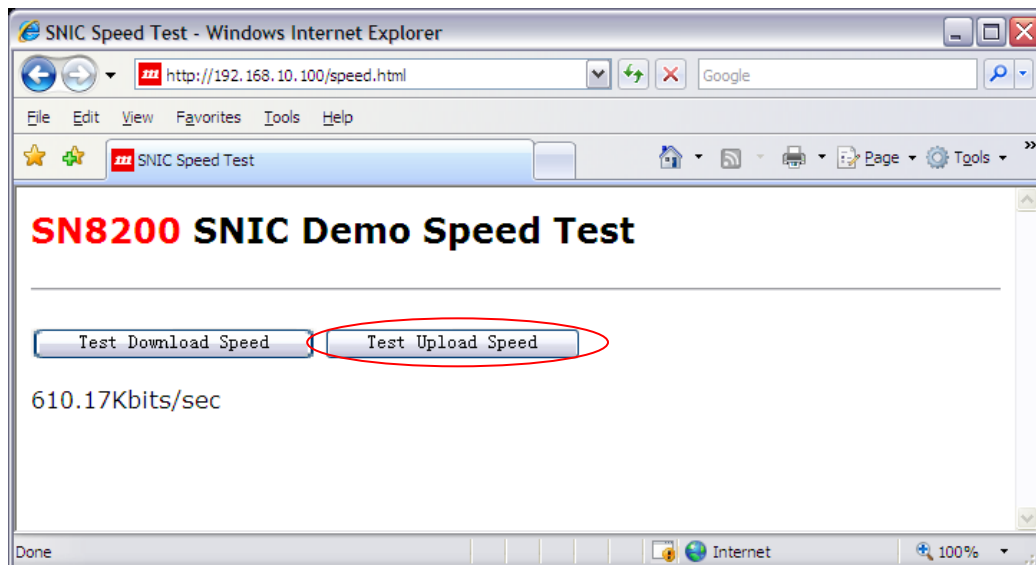 SNIC Speed Test - Windows Internet Explorer
m http://192.168.10.100/speed.html Google
File Edit View Favorites Tools Help
m SNIC Speed Test Page Tools »
SN8200 SNIC Demo Speed Test
Test Download Speed Test Upload Speed
610.17Kbits/sec
Done Internet 100%